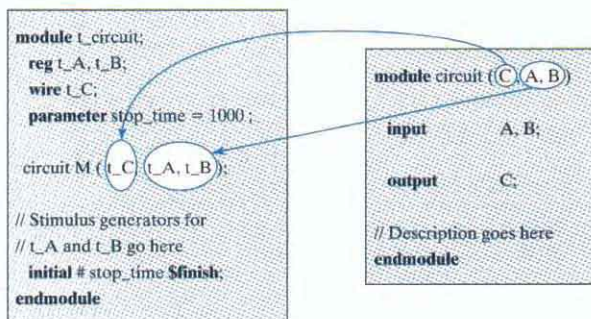 module t_circuit;
reg t_A, t_B;
wire t_C;
parameter stop_time = 1000 ;
circuit M ( t_C, t_A, t_B);
// Stimulus generators for
// t_A and t_B go here
initial # stop_time $finish;
endmodule
module circuit (C, A, B)
input A, B;
output C;
// Description goes here
endmodule